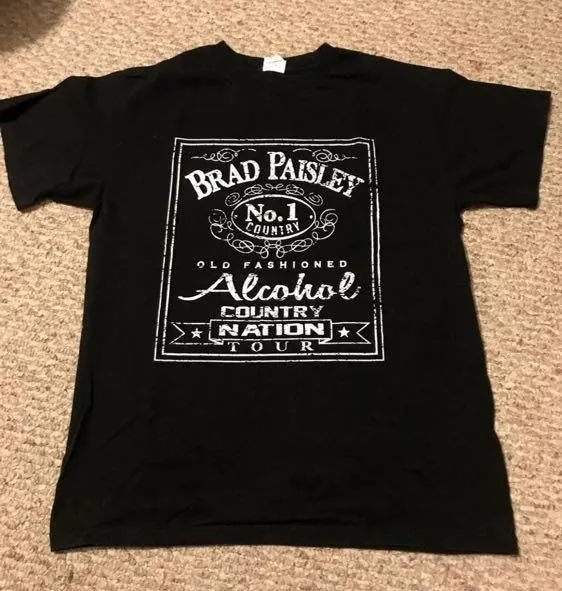 BRAD PAISLEY
No. 1
COUNTRY
OLD FASHIONED
Alcohol
COUNTRY
NATION
TOUR